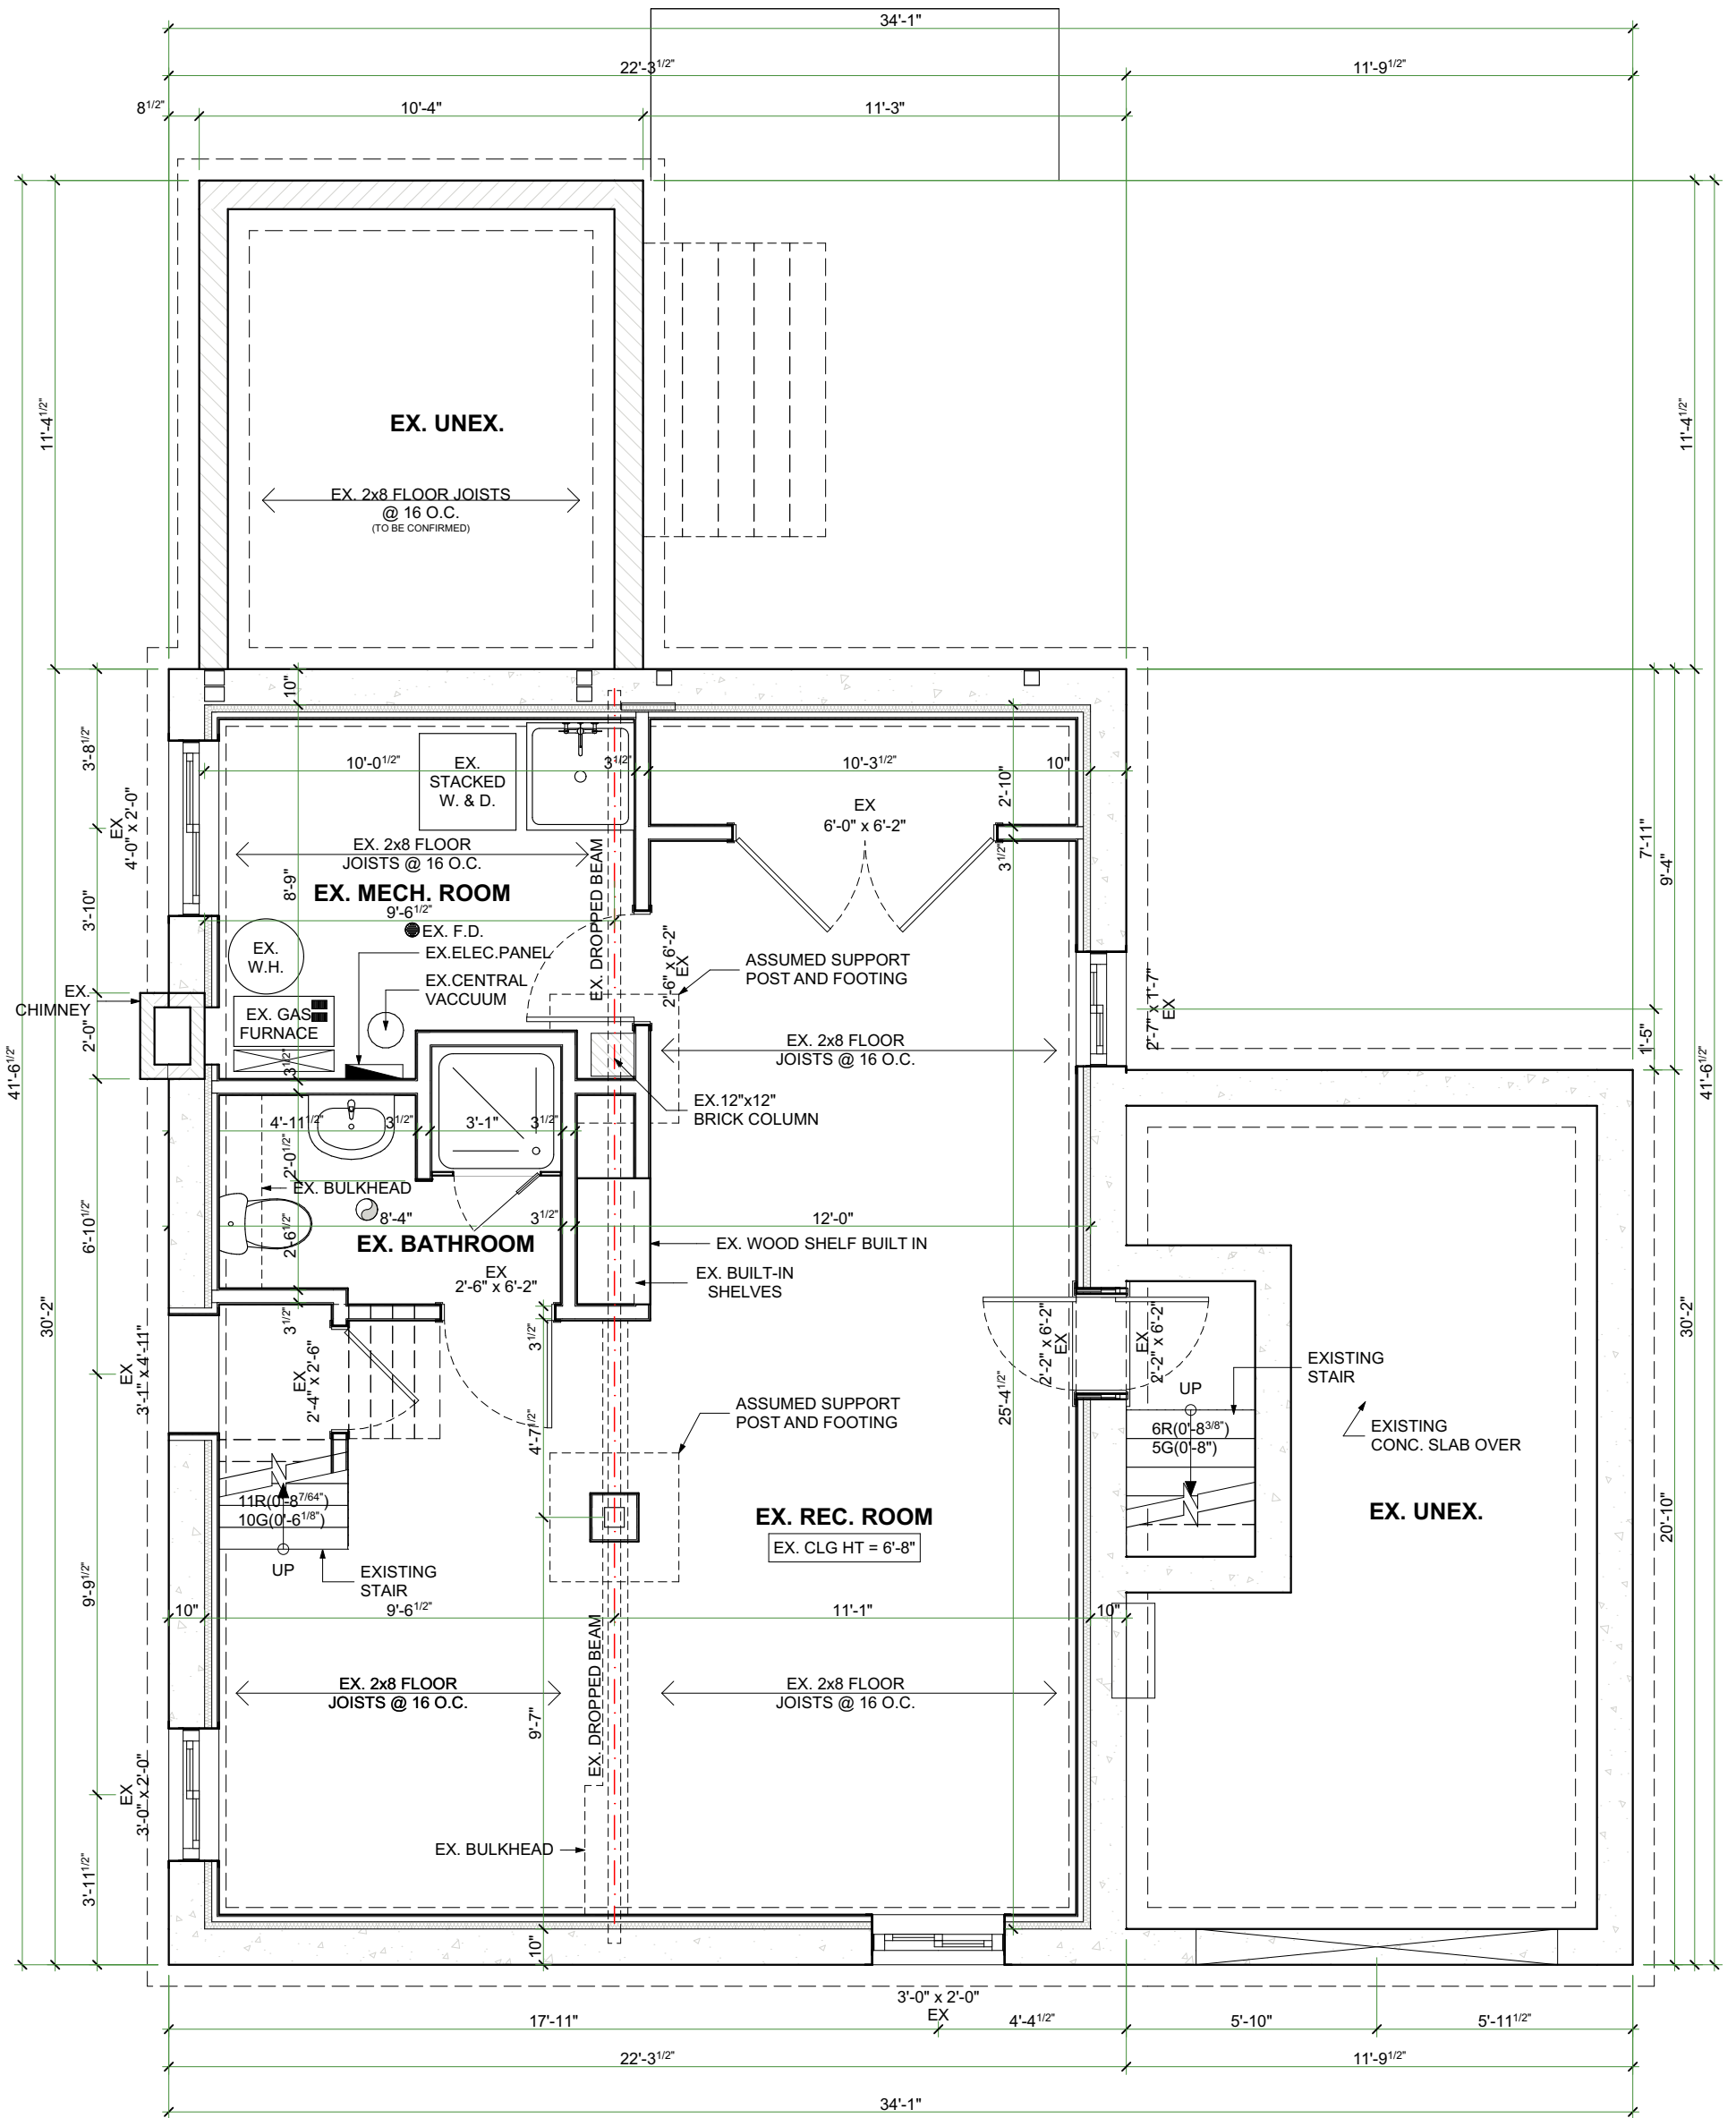 34'-1"
22'-3 1/2"
11'-9 1/2"
8 1/2"
10'-4"
11'-3"
11'-4 1/2"
11'-4 1/2"
EX. UNEX.
EX. 2x8 FLOOR JOISTS
@ 16 O.C.
(TO BE CONFIRMED)
10"
3'-8 1/2"
EX
4'-0" x 2'-0"
10'-0 1/2"
EX.
STACKED
W. & D.
3 1/2"
10'-3 1/2"
10"
2'-10"
EX
6'-0" x 6'-2"
3 1/2"
7'-11"
9'-4"
EX. 2x8 FLOOR
JOISTS @ 16 O.C.
8'-9"
EX. MECH. ROOM
9'-6 1/2"
EX. DROPPED BEAM
3'-10"
EX. F.D.
EX.ELEC.PANEL
EX.
W.H.
EX.CENTRAL
VACCUUM
2'-6" x 6'-2"
EX
ASSUMED SUPPORT
POST AND FOOTING
EX.
CHIMNEY
2'-0"
EX. GAS
FURNACE
3 1/2"
EX. 2x8 FLOOR
JOISTS @ 16 O.C.
2'-7" x 1'-7"
EX
1'-5"
41'-6 1/2"
41'-6 1/2"
EX.12"x12"
BRICK COLUMN
4'-11 1/2"
3 1/2"
3'-1"
3 1/2"
2'-0 1/2"
EX. BULKHEAD
8'-4"
3 1/2"
12'-0"
6'-10 1/2"
2'-6 1/2"
EX. BATHROOM
EX. WOOD SHELF BUILT IN
EX
2'-6" x 6'-2"
EX. BUILT-IN
SHELVES
30'-2"
30'-2"
3 1/2"
3 1/2"
EX
3'-1" x 4'-11"
EX
2'-4" x 2'-6"
2'-2" x 6'-2"
EX
EX
2'-2" x 6'-2"
EXISTING
STAIR
UP
4'-7 1/2"
ASSUMED SUPPORT
POST AND FOOTING
25'-4 1/2"
6R(0'-8 3/8")
5G(0'-8")
EXISTING
CONC. SLAB OVER
11R(0'-8 7/64")
10G(0'-6 1/8")
EX. REC. ROOM
EX. CLG HT = 6'-8"
EX. UNEX.
20'-10"
UP
EXISTING
STAIR
9'-9 1/2"
10"
9'-6 1/2"
11'-1"
10"
EX. DROPPED BEAM
EX. 2x8 FLOOR
JOISTS @ 16 O.C.
EX. 2x8 FLOOR
JOISTS @ 16 O.C.
9'-7"
EX
3'-0" x 2'-0"
EX. BULKHEAD
3'-11 1/2"
10"
3'-0" x 2'-0"
EX
17'-11"
4'-4 1/2"
5'-10"
5'-11 1/2"
22'-3 1/2"
11'-9 1/2"
34'-1"